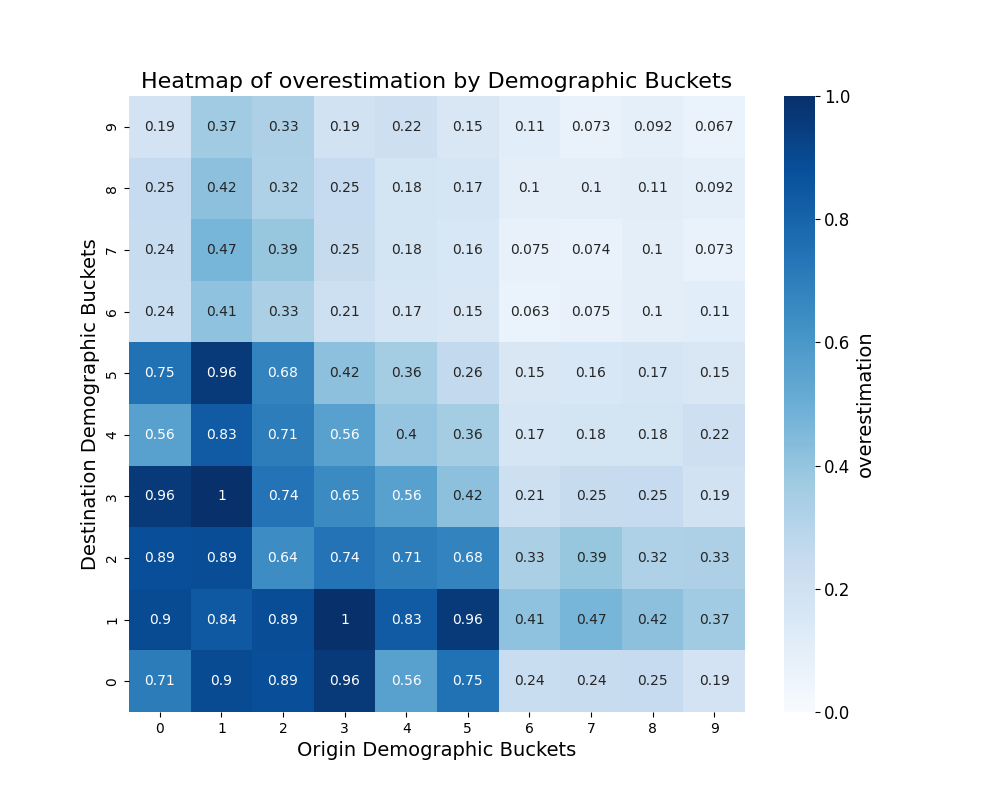 Heatmap of overestimation by Demographic Buckets
9 0.19 0.37 0.33 0.19 0.22 0.15 0.11 0.073 0.092 0.067
8 0.25 0.42 0.32 0.25 0.18 0.17 0.1 0.1 0.11 0.092
7 0.24 0.47 0.39 0.25 0.18 0.16 0.075 0.074 0.1 0.073
6 0.24 0.41 0.33 0.21 0.17 0.15 0.063 0.075 0.1 0.11
5 0.75 0.96 0.68 0.42 0.36 0.26 0.15 0.16 0.17 0.15
4 0.56 0.83 0.71 0.56 0.4 0.36 0.17 0.18 0.18 0.22
3 0.96 1 0.74 0.65 0.56 0.42 0.21 0.25 0.25 0.19
2 0.89 0.89 0.64 0.74 0.71 0.68 0.33 0.39 0.32 0.33
1 0.9 0.84 0.89 1 0.83 0.96 0.41 0.47 0.42 0.37
0 0.71 0.9 0.89 0.96 0.56 0.75 0.24 0.24 0.25 0.19
0 1 2 3 4 5 6 7 8 9
Origin Demographic Buckets
Destination Demographic Buckets
1.0
0.8
0.6
0.4
0.2
0.0
overestimation